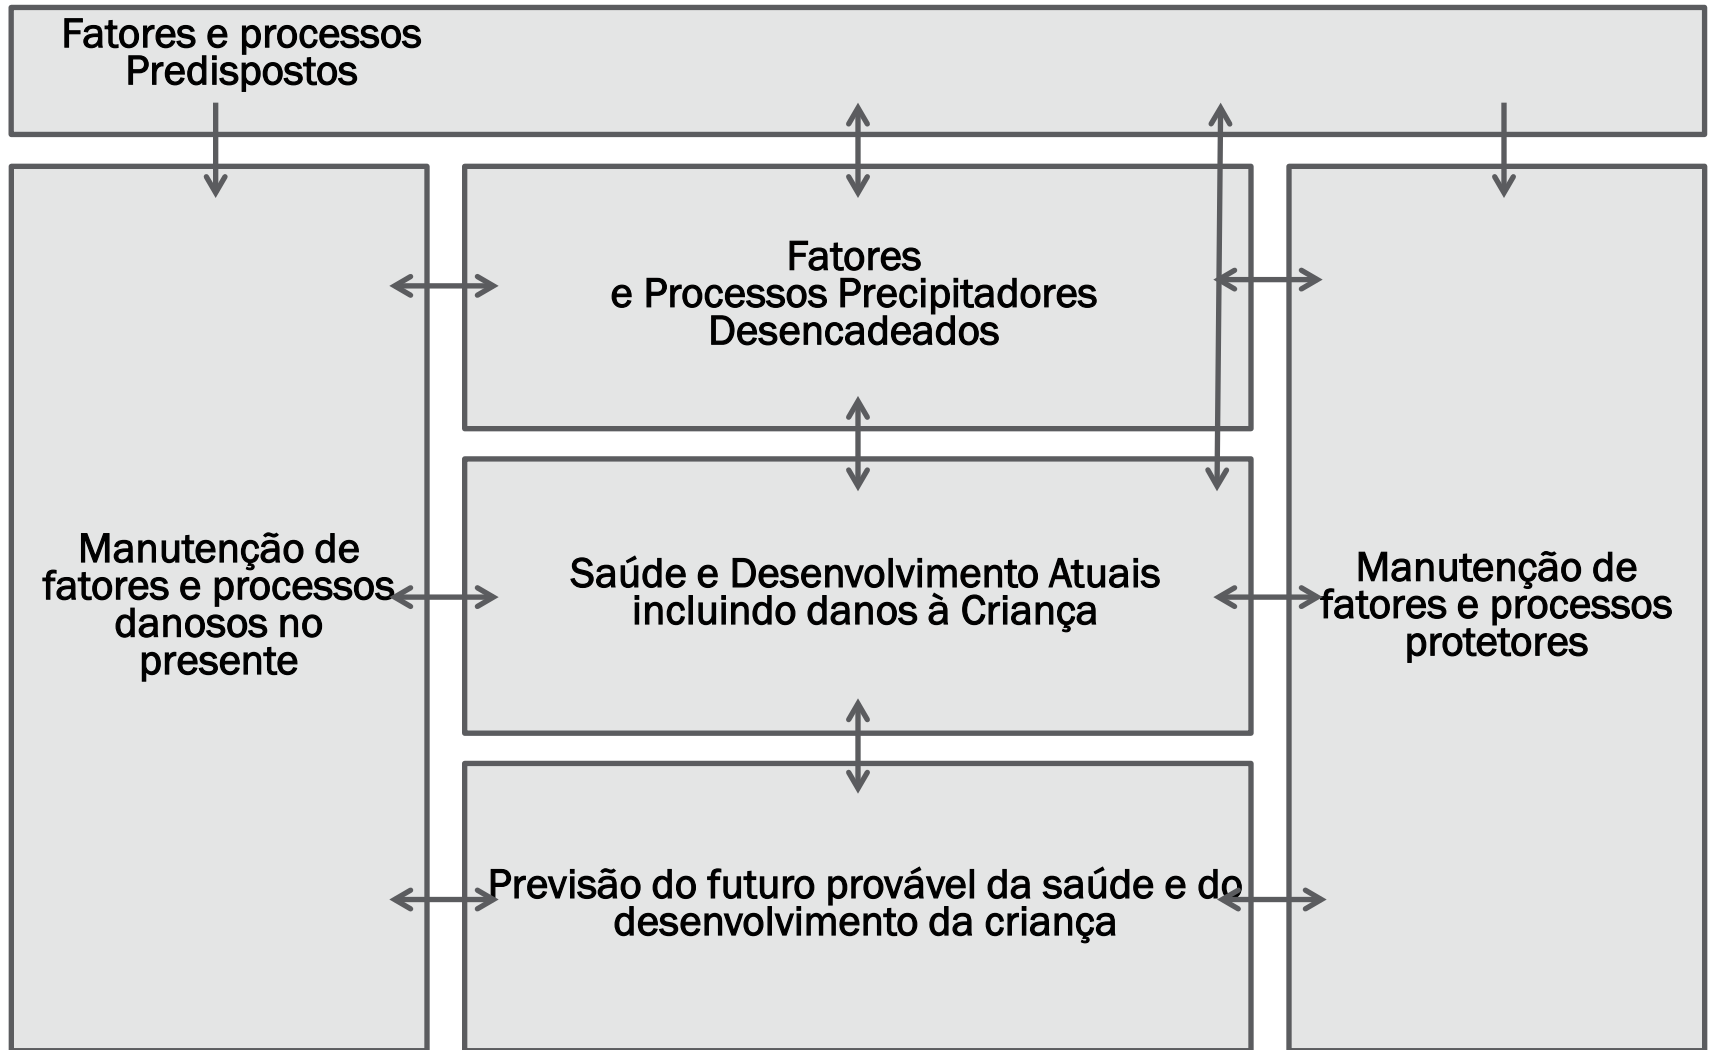 Fatores e processos
Predispostos
Fatores
e Processos Precipitadores
Desencadeados
Manutenção de
fatores e processos
danosos no
presente
Saúde e Desenvolvimento Atuais
incluindo danos à Criança
Manutenção de
fatores e processos
protetores
Previsão do futuro provável da saúde e do
desenvolvimento da criança